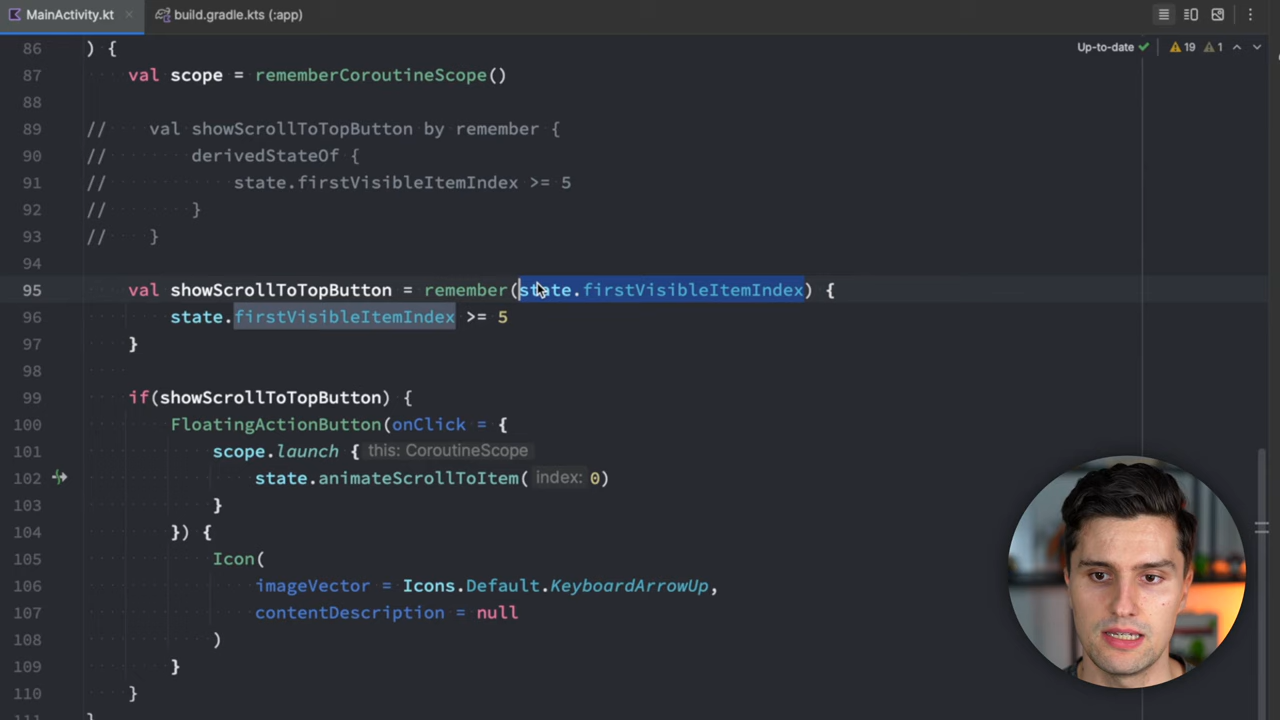 MainActivity.kt
build.gradle.kts (:app)
Up-to-date
19
1
86 ) {
87 val scope = rememberCoroutineScope()
88
89 // val showScrollToTopButton by remember {
90 // derivedStateOf {
91 // state.firstVisibleItemIndex >= 5
92 // }
93 // }
94
95 val showScrollToTopButton = remember(state.firstVisibleItemIndex) {
96 state.firstVisibleItemIndex >= 5
97 }
98
99 if(showScrollToTopButton) {
100 FloatingActionButton(onClick = {
101 scope.launch { this: CoroutineScope
102 state.animateScrollToItem( index: 0)
103 }
104 }) {
105 Icon(
106 imageVector = Icons.Default.KeyboardArrowUp,
107 contentDescription = null
108 )
109 }
110 }
111 }